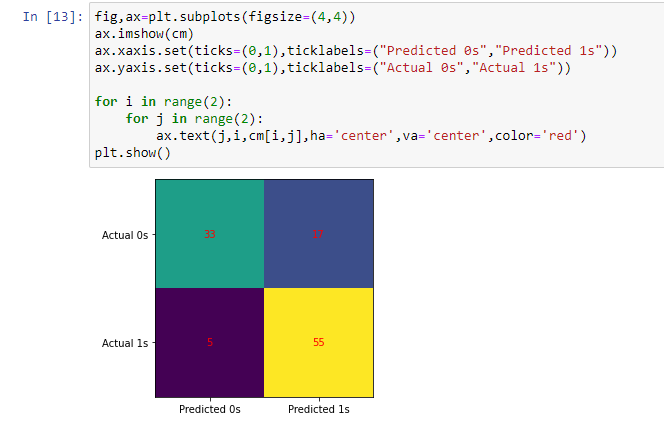 In [13]: fig,ax=plt.subplots(figsize=(4,4))
ax.imshow(cm)
ax.xaxis.set(ticks=(0,1),ticklabels=("Predicted 0s","Predicted 1s"))
ax.yaxis.set(ticks=(0,1),ticklabels=("Actual 0s","Actual 1s"))
for i in range(2):
for j in range(2):
ax.text(j,i,cm[i,j],ha='center',va='center',color='red')
plt.show()
Actual 0s
33
Actual 1s
5
55
Predicted 0s
Predicted 1s